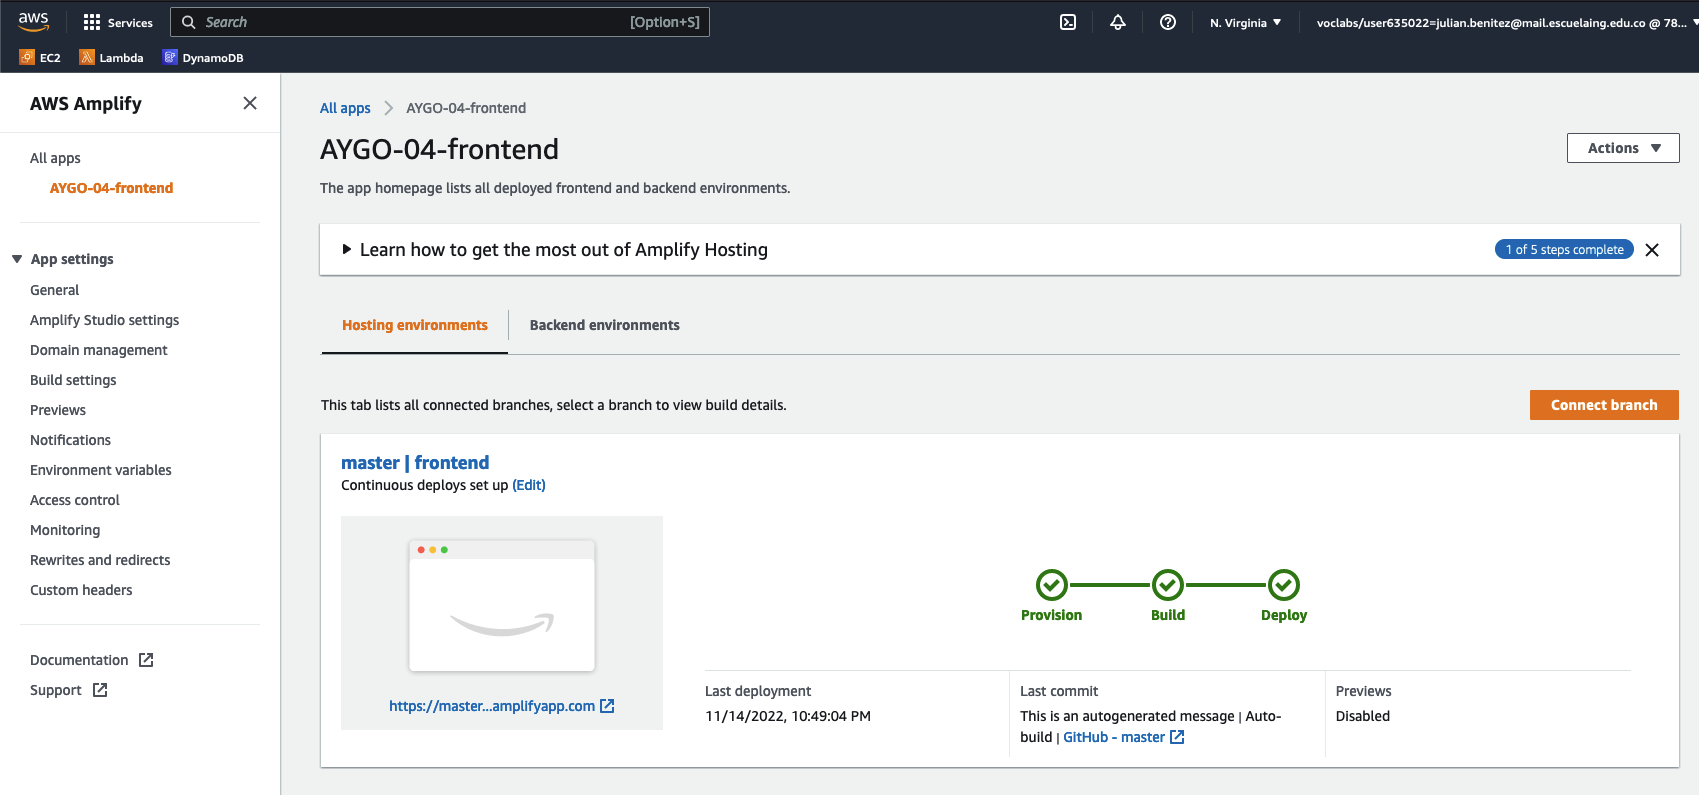 aws
Services
Search
[Option+S]
N. Virginia
voclabs/user635022=julian.benitez@mail.escuelaing.edu.co @ 78...
EC2
Lambda
DynamoDB
AWS Amplify
All apps
AYGO-04-frontend
App settings
General
Amplify Studio settings
Domain management
Build settings
Previews
Notifications
Environment variables
Access control
Monitoring
Rewrites and redirects
Custom headers
Documentation
Support
All apps
AYGO-04-frontend
AYGO-04-frontend
Actions
The app homepage lists all deployed frontend and backend environments.
Learn how to get the most out of Amplify Hosting
1 of 5 steps complete
Hosting environments
Backend environments
This tab lists all connected branches, select a branch to view build details.
Connect branch
master | frontend
Continuous deploys set up (Edit)
https://master...amplifyapp.com
Provision
Build
Deploy
Last deployment
11/14/2022, 10:49:04 PM
Last commit
This is an autogenerated message | Auto-
build | GitHub - master
Previews
Disabled